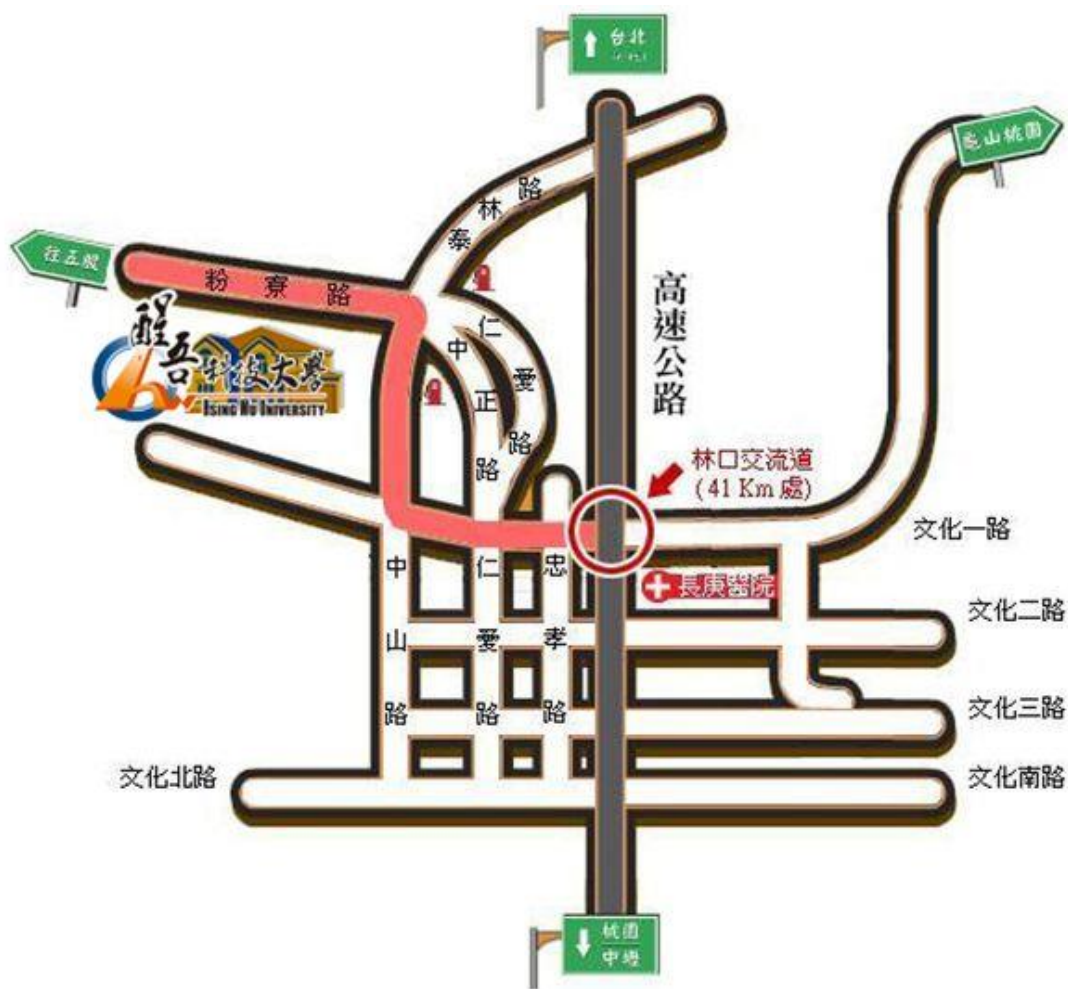 台北
龜山桃園
泰林路
往五股
粉寮路
高速公路
仁愛路
中正路
醒吾科技大學
HSING WU UNIVERSITY
林口交流道
(41 Km 處)
文化一路
長庚醫院
中山路
仁愛路
忠孝路
文化二路
文化三路
文化北路
文化南路
桃園
中壢